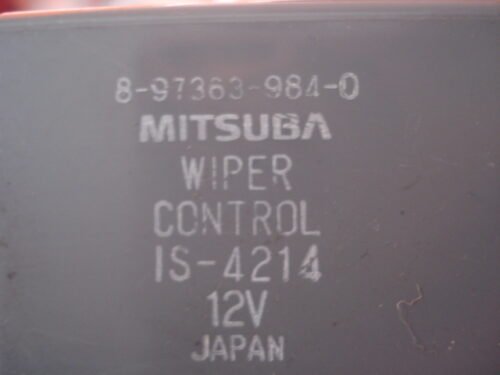 8-97363-984-0
MITSUBA
WIPER
CONTROL
IS-4214
12V
JAPAN